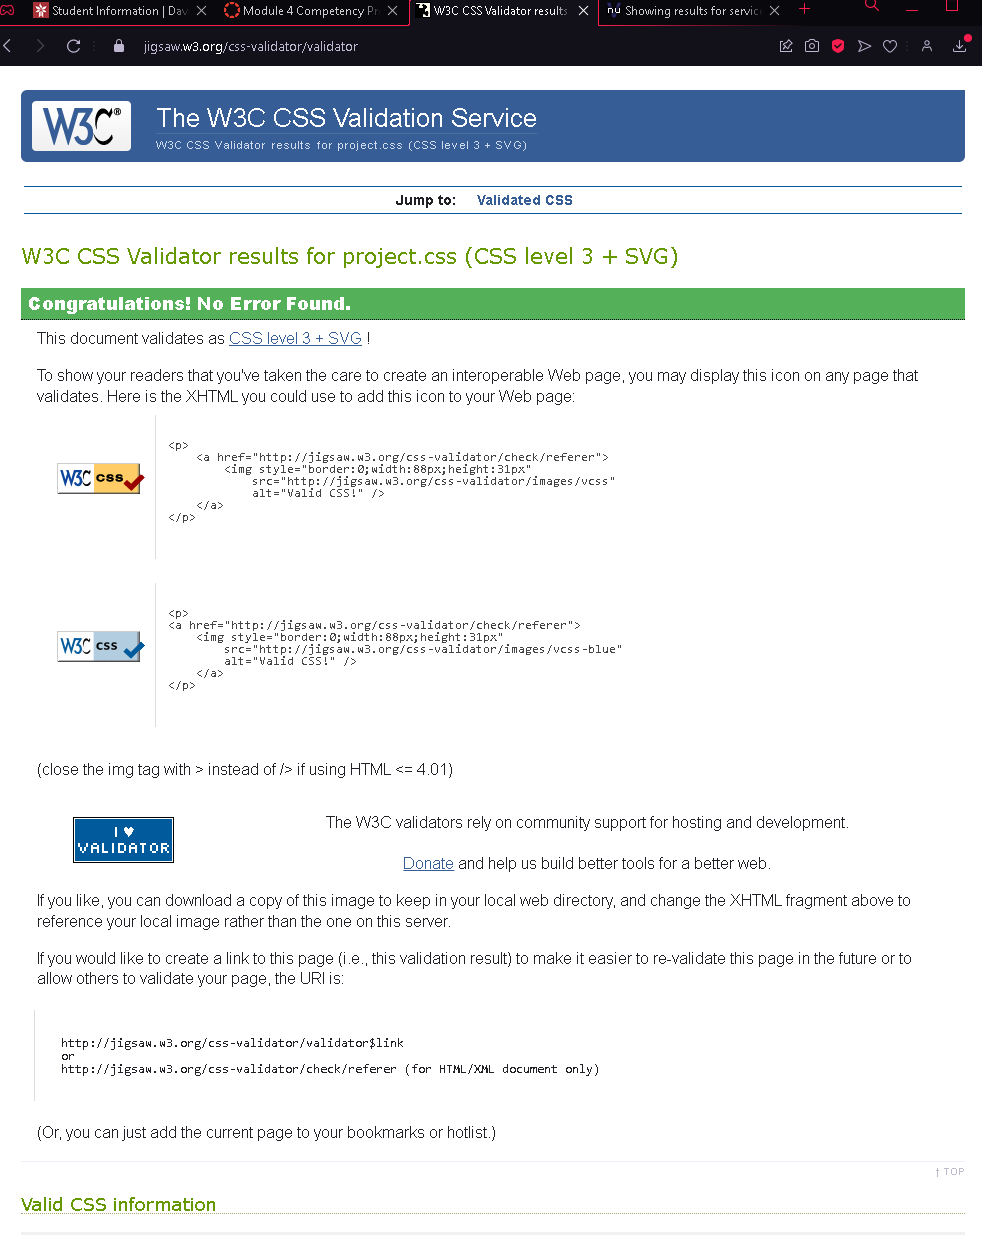 Student Information | Dav
Module 4 Competency Pr
W3C CSS Validator results
Showing results for service
jigsaw.w3.org/css-validator/validator
W3C®
The W3C CSS Validation Service
W3C CSS Validator results for project.css (CSS level 3 + SVG)
Jump to: Validated CSS
W3C CSS Validator results for project.css (CSS level 3 + SVG)
Congratulations! No Error Found.
This document validates as CSS level 3 + SVG !
To show your readers that you've taken the care to create an interoperable Web page, you may display this icon on any page that
validates. Here is the XHTML you could use to add this icon to your Web page:
W3C css
<p>
<a href="http://jigsaw.w3.org/css-validator/check/referer">
<img style="border:0;width:88px;height:31px"
src="http://jigsaw.w3.org/css-validator/images/vcss"
alt="Valid CSS!" />
</a>
</p>
W3C css
<p>
<a href="http://jigsaw.w3.org/css-validator/check/referer">
<img style="border:0;width:88px;height:31px"
src="http://jigsaw.w3.org/css-validator/images/vcss-blue"
alt="Valid CSS!" />
</a>
</p>
(close the img tag with > instead of /> if using HTML <= 4.01)
I ♥
VALIDATOR
The W3C validators rely on community support for hosting and development.
Donate and help us build better tools for a better web.
If you like, you can download a copy of this image to keep in your local web directory, and change the XHTML fragment above to
reference your local image rather than the one on this server.
If you would like to create a link to this page (i.e., this validation result) to make it easier to re-validate this page in the future or to
allow others to validate your page, the URI is:
http://jigsaw.w3.org/css-validator/validator$link
or
http://jigsaw.w3.org/css-validator/check/referer (for HTML/XML document only)
(Or, you can just add the current page to your bookmarks or hotlist.)
↑ TOP
Valid CSS information